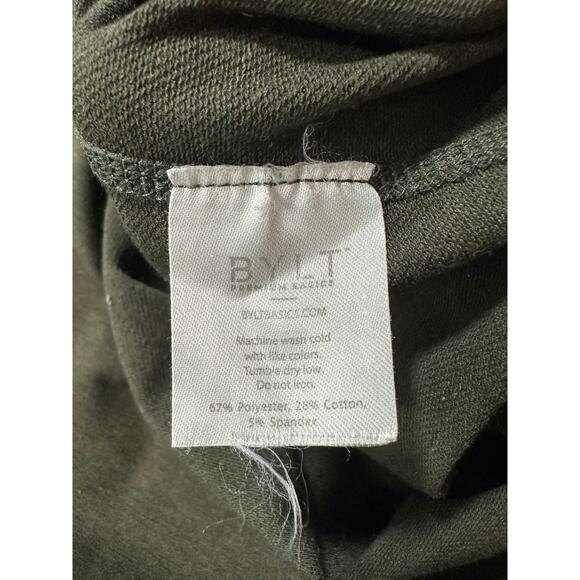 BYLT™
PREMIUM BASICS
BYLTBASICS.COM
Machine wash cold
with like colors.
Tumble dry low.
Do not iron.
67% Polyester, 28% Cotton,
5% Spandex